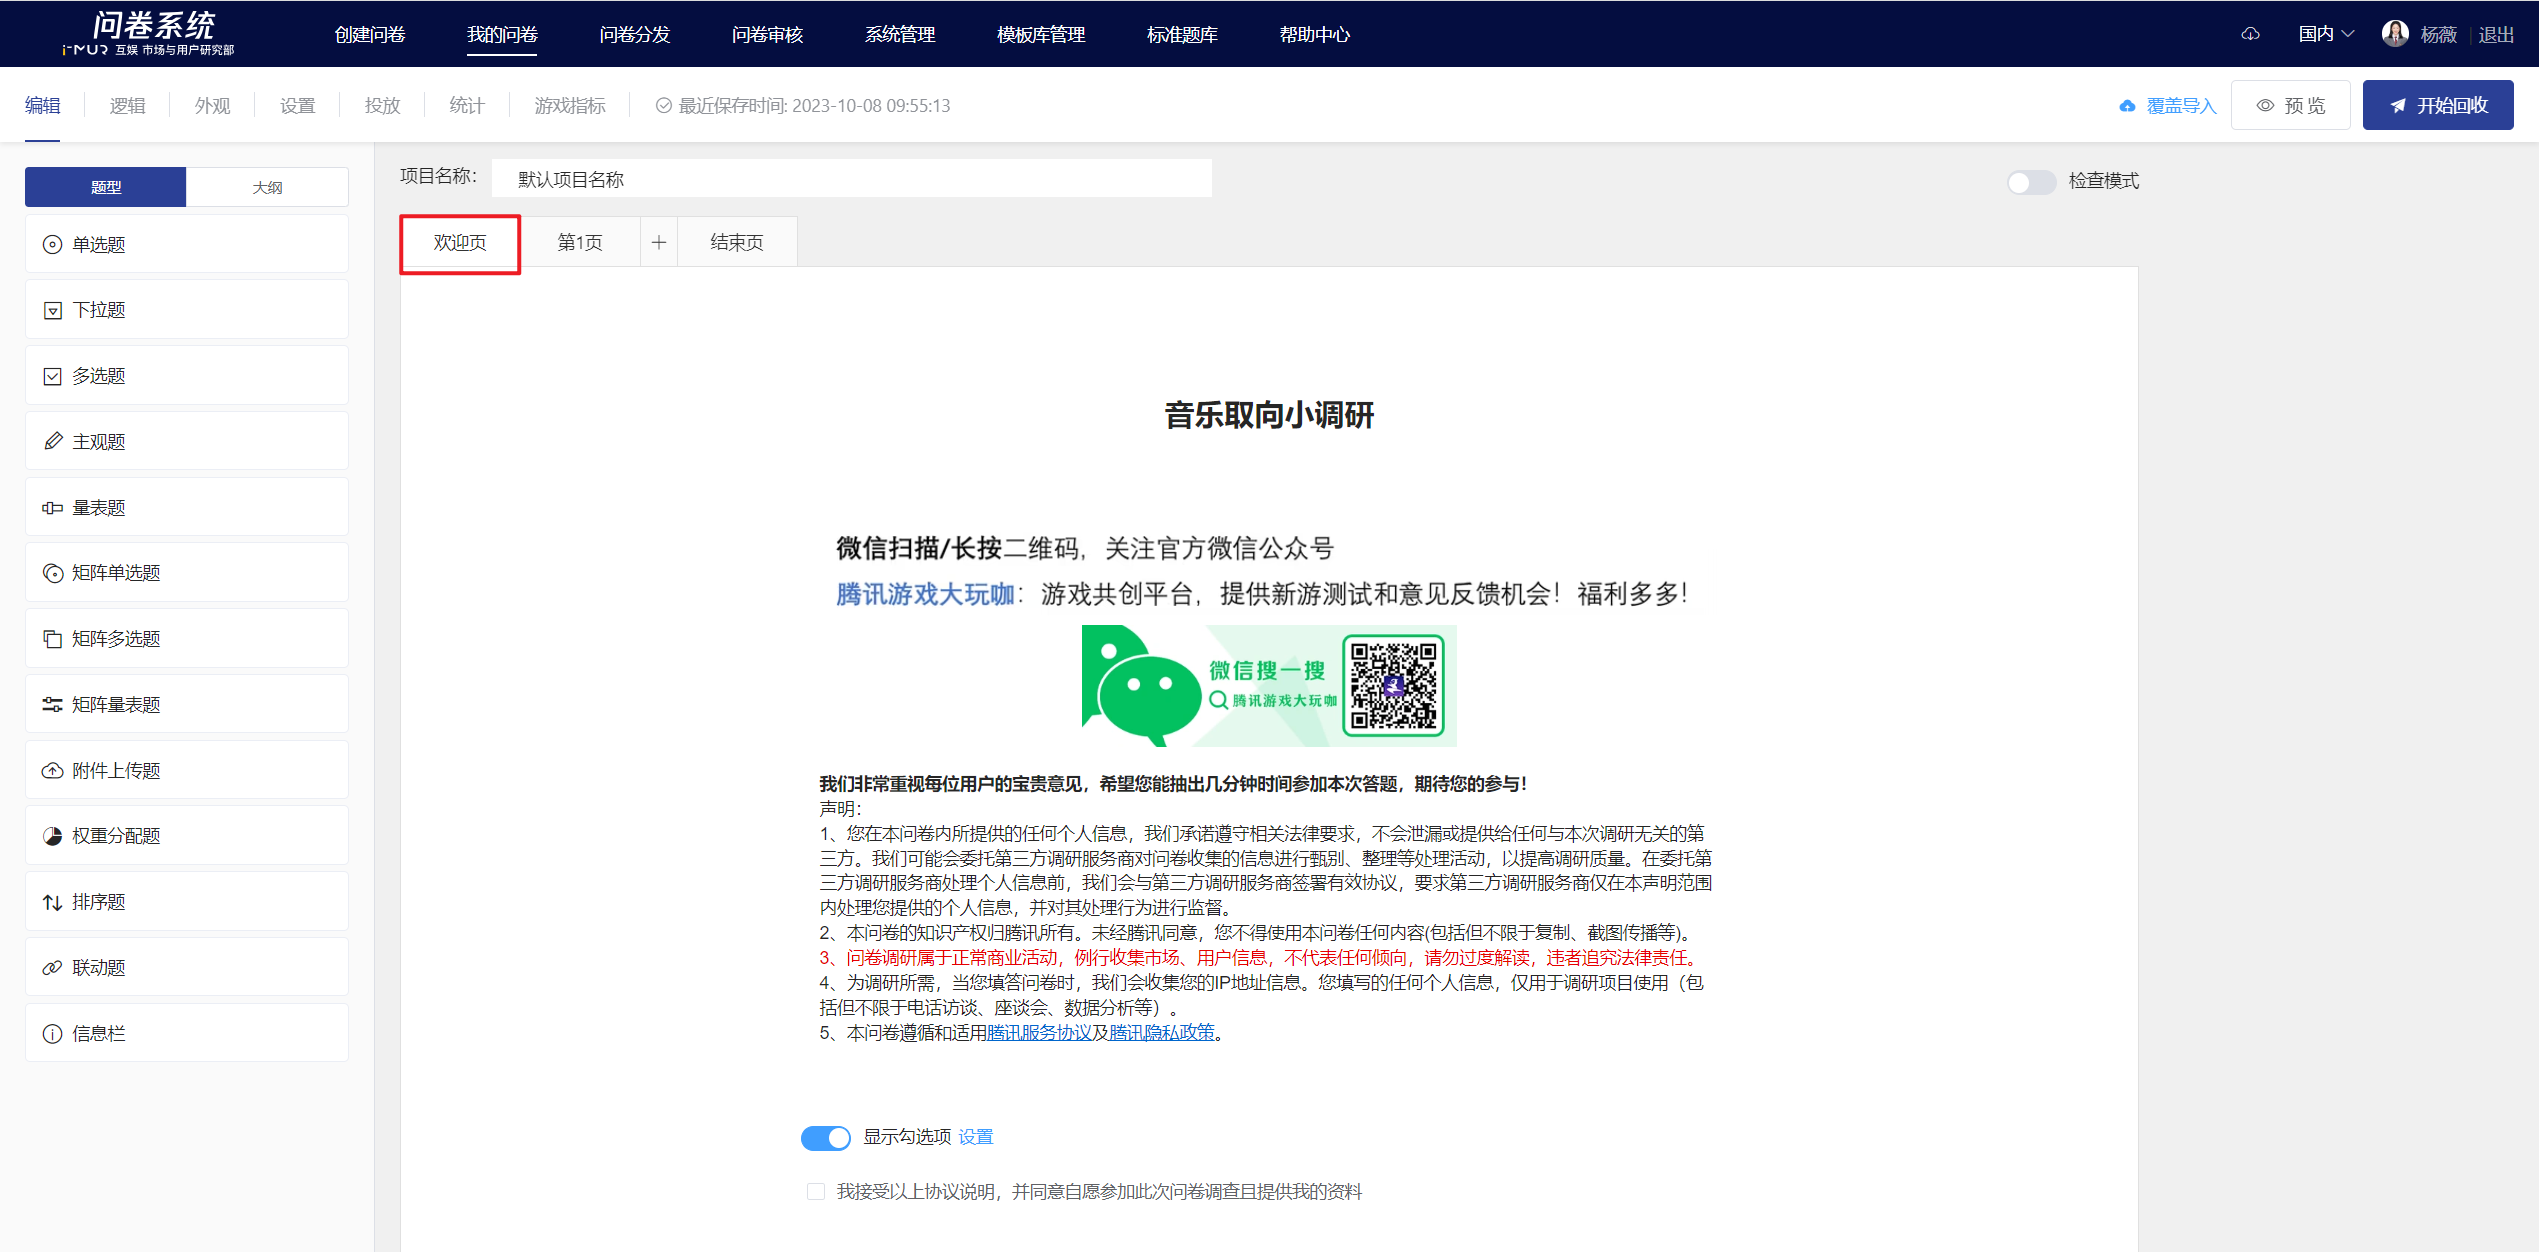 问卷系统
i-MUR 互娱 市场与用户研究部
创建问卷
我的问卷
问卷分发
问卷审核
系统管理
模板库管理
标准题库
帮助中心
国内
杨薇
退出
编辑
逻辑
外观
设置
投放
统计
游戏指标
最近保存时间: 2023-10-08 09:55:13
覆盖导入
预 览
开始回收
题型
大纲
单选题
下拉题
多选题
主观题
量表题
矩阵单选题
矩阵多选题
矩阵量表题
附件上传题
权重分配题
排序题
联动题
信息栏
项目名称:
默认项目名称
检查模式
欢迎页
第1页
+
结束页
音乐取向小调研
微信扫描/长按二维码，关注官方微信公众号
腾讯游戏大玩咖：游戏共创平台，提供新游测试和意见反馈机会！福利多多！
微信搜一搜
腾讯游戏大玩咖
我们非常重视每位用户的宝贵意见，希望您能抽出几分钟时间参加本次答题，期待您的参与！
声明：
1、您在本问卷内所提供的任何个人信息，我们承诺遵守相关法律要求，不会泄漏或提供给任何与本次调研无关的第
三方。我们可能会委托第三方调研服务商对问卷收集的信息进行甄别、整理等处理活动，以提高调研质量。在委托第
三方调研服务商处理个人信息前，我们会与第三方调研服务商签署有效协议，要求第三方调研服务商仅在本声明范围
内处理您提供的个人信息，并对其处理行为进行监督。
2、本问卷的知识产权归腾讯所有。未经腾讯同意，您不得使用本问卷任何内容(包括但不限于复制、截图传播等)。
3、问卷调研属于正常商业活动，例行收集市场、用户信息，不代表任何倾向，请勿过度解读，违者追究法律责任。
4、为调研所需，当您填答问卷时，我们会收集您的IP地址信息。您填写的任何个人信息，仅用于调研项目使用（包
括但不限于电话访谈、座谈会、数据分析等）。
5、本问卷遵循和适用腾讯服务协议及腾讯隐私政策。
显示勾选项 设置
我接受以上协议说明，并同意自愿参加此次问卷调查且提供我的资料